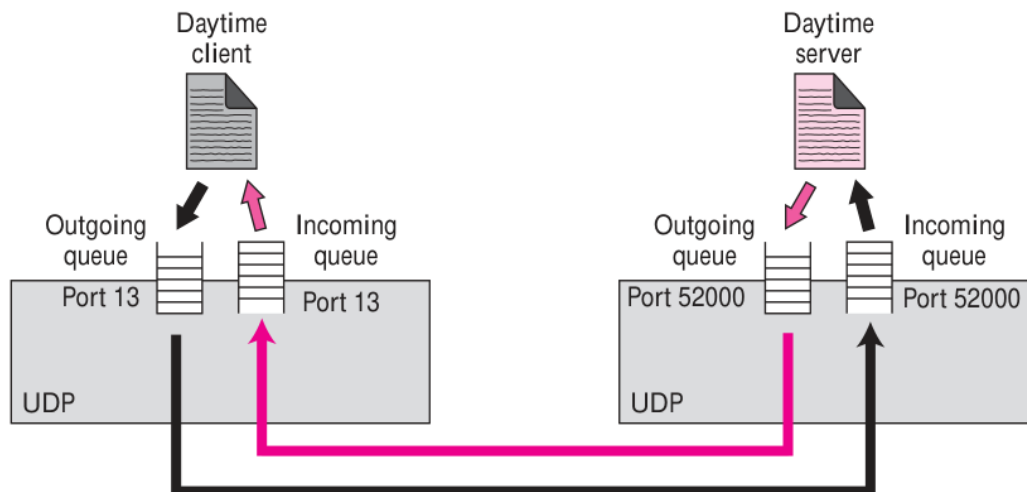 Daytime
client
Daytime
server
Outgoing
queue
Incoming
queue
Outgoing
queue
Incoming
queue
Port 13
Port 13
Port 52000
Port 52000
UDP
UDP